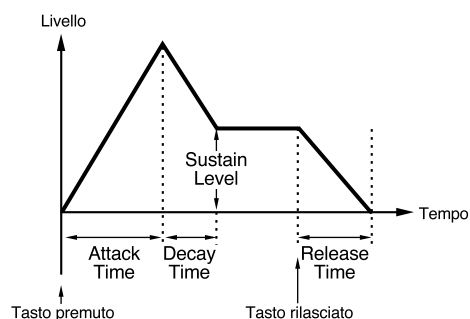 Livello
Sustain
Level
Tempo
Attack
Time
Decay
Time
Release
Time
Tasto premuto
Tasto rilasciato